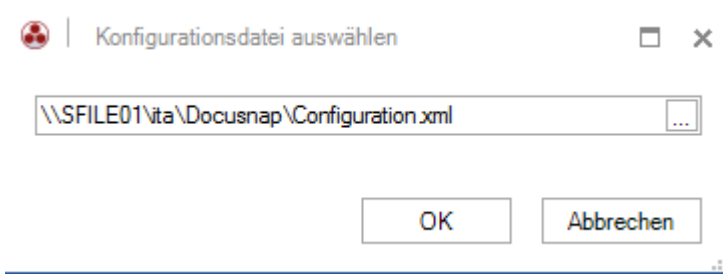 Konfigurationsdatei auswählen
\\SFILE01\ita\Docusnap\Configuration.xml
...
OK
Abbrechen